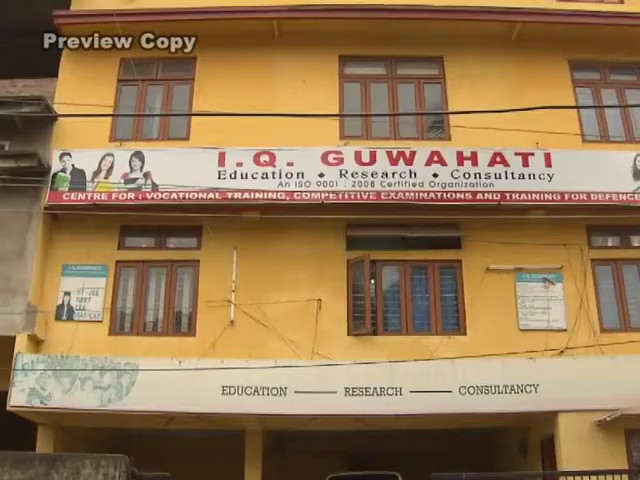 Preview Copy
I.Q. GUWAHATI
Education ◆ Research ◆ Consultancy
An ISO 9001 : 2008 Certified Organization
CENTRE FOR : VOCATIONAL TRAINING, COMPETITIVE EXAMINATIONS AND TRAINING FOR DEFENCE
EDUCATION — RESEARCH — CONSULTANCY